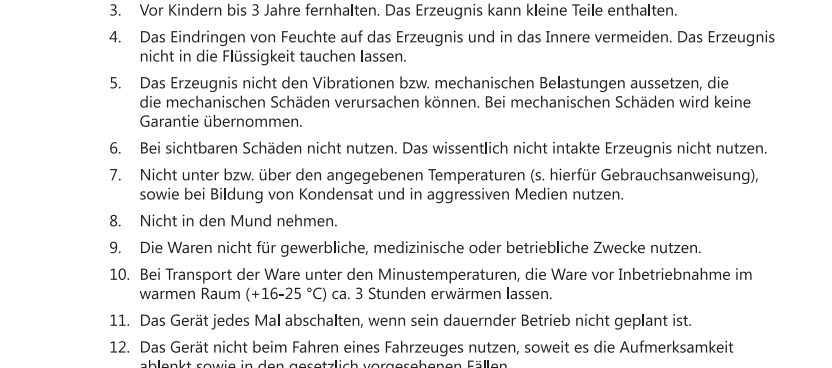 3. Vor Kindern bis 3 Jahre fernhalten. Das Erzeugnis kann kleine Teile enthalten.
4. Das Eindringen von Feuchte auf das Erzeugnis und in das Innere vermeiden. Das Erzeugnis
nicht in die Flüssigkeit tauchen lassen.
5. Das Erzeugnis nicht den Vibrationen bzw. mechanischen Belastungen aussetzen, die
die mechanischen Schäden verursachen können. Bei mechanischen Schäden wird keine
Garantie übernommen.
6. Bei sichtbaren Schäden nicht nutzen. Das wissentlich nicht intakte Erzeugnis nicht nutzen.
7. Nicht unter bzw. über den angegebenen Temperaturen (s. hierfür Gebrauchsanweisung),
sowie bei Bildung von Kondensat und in aggressiven Medien nutzen.
8. Nicht in den Mund nehmen.
9. Die Waren nicht für gewerbliche, medizinische oder betriebliche Zwecke nutzen.
10. Bei Transport der Ware unter den Minustemperaturen, die Ware vor Inbetriebnahme im
warmen Raum (+16-25 °C) ca. 3 Stunden erwärmen lassen.
11. Das Gerät jedes Mal abschalten, wenn sein dauernder Betrieb nicht geplant ist.
12. Das Gerät nicht beim Fahren eines Fahrzeuges nutzen, soweit es die Aufmerksamkeit
ablenkt sowie in den gesetzlich vorgesehenen Fällen.